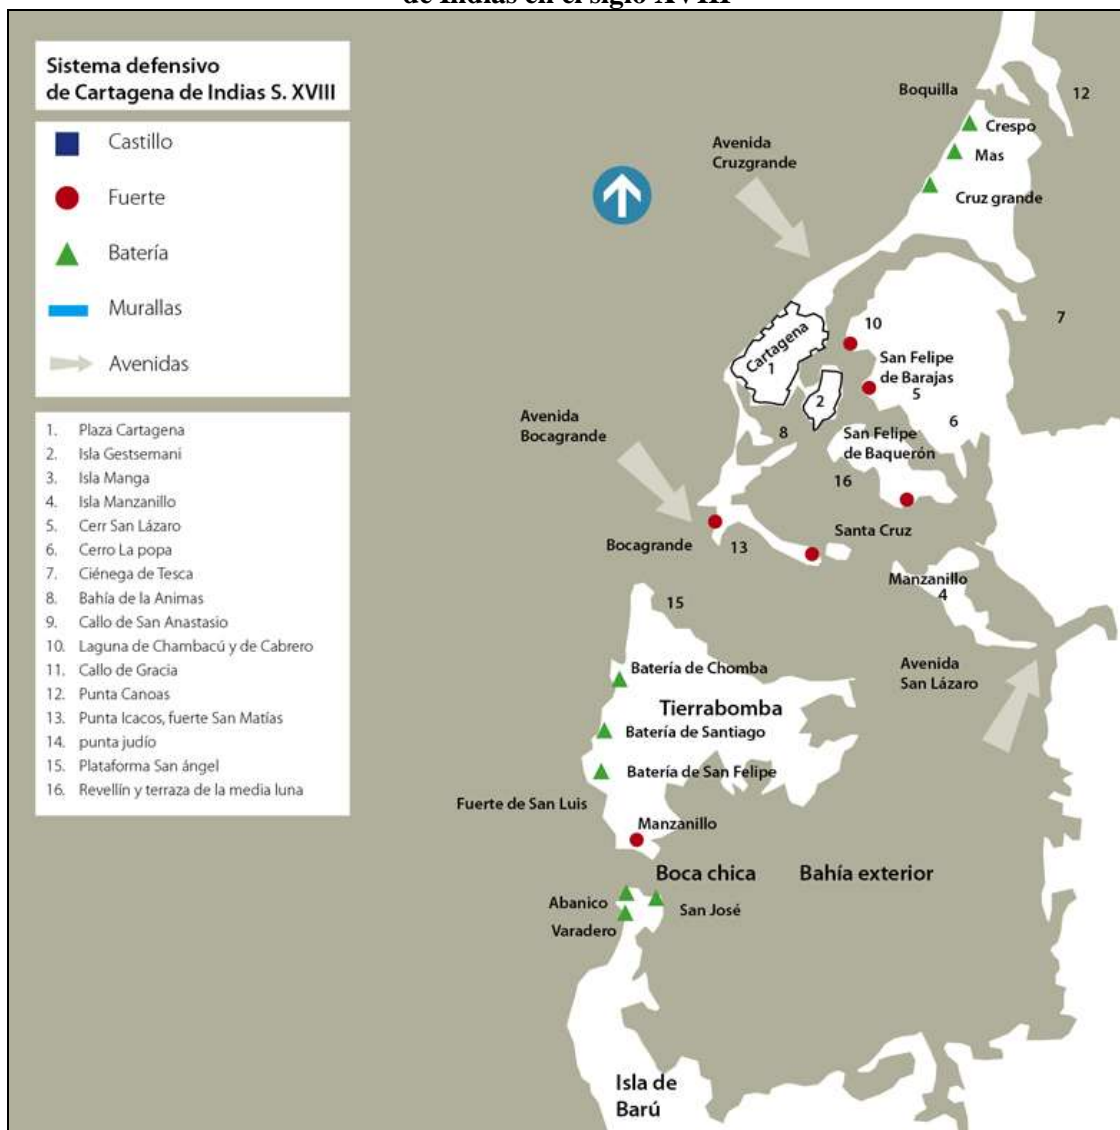 de Indias en el siglo XVIII
Sistema defensivo
de Cartagena de Indias S. XVIII
Castillo
Fuerte
Batería
Murallas
Avenidas
1. Plaza Cartagena
2. Isla Gestsemani
3. Isla Manga
4. Isla Manzanillo
5. Cerr San Lázaro
6. Cerro La popa
7. Ciénega de Tesca
8. Bahía de la Animas
9. Callo de San Anastasio
10. Laguna de Chambacú y de Cabrero
11. Callo de Gracia
12. Punta Canoas
13. Punta Icacos, fuerte San Matías
14. punta judío
15. Plataforma San ángel
16. Revellín y terraza de la media luna
Boquilla
12
Crespo
Mas
Cruz grande
Avenida
Cruzgrande
7
10
Cartagena
1
San Felipe
de Barajas
5
2
6
Avenida
Bocagrande
8
San Felipe
de Baquerón
16
Santa Cruz
Bocagrande
13
Manzanillo
4
15
Avenida
San Lázaro
Batería de Chomba
Tierrabomba
Batería de Santiago
Batería de San Felipe
Fuerte de San Luis
Manzanillo
Boca chica
Bahía exterior
Abanico
San José
Varadero
Isla de
Barú